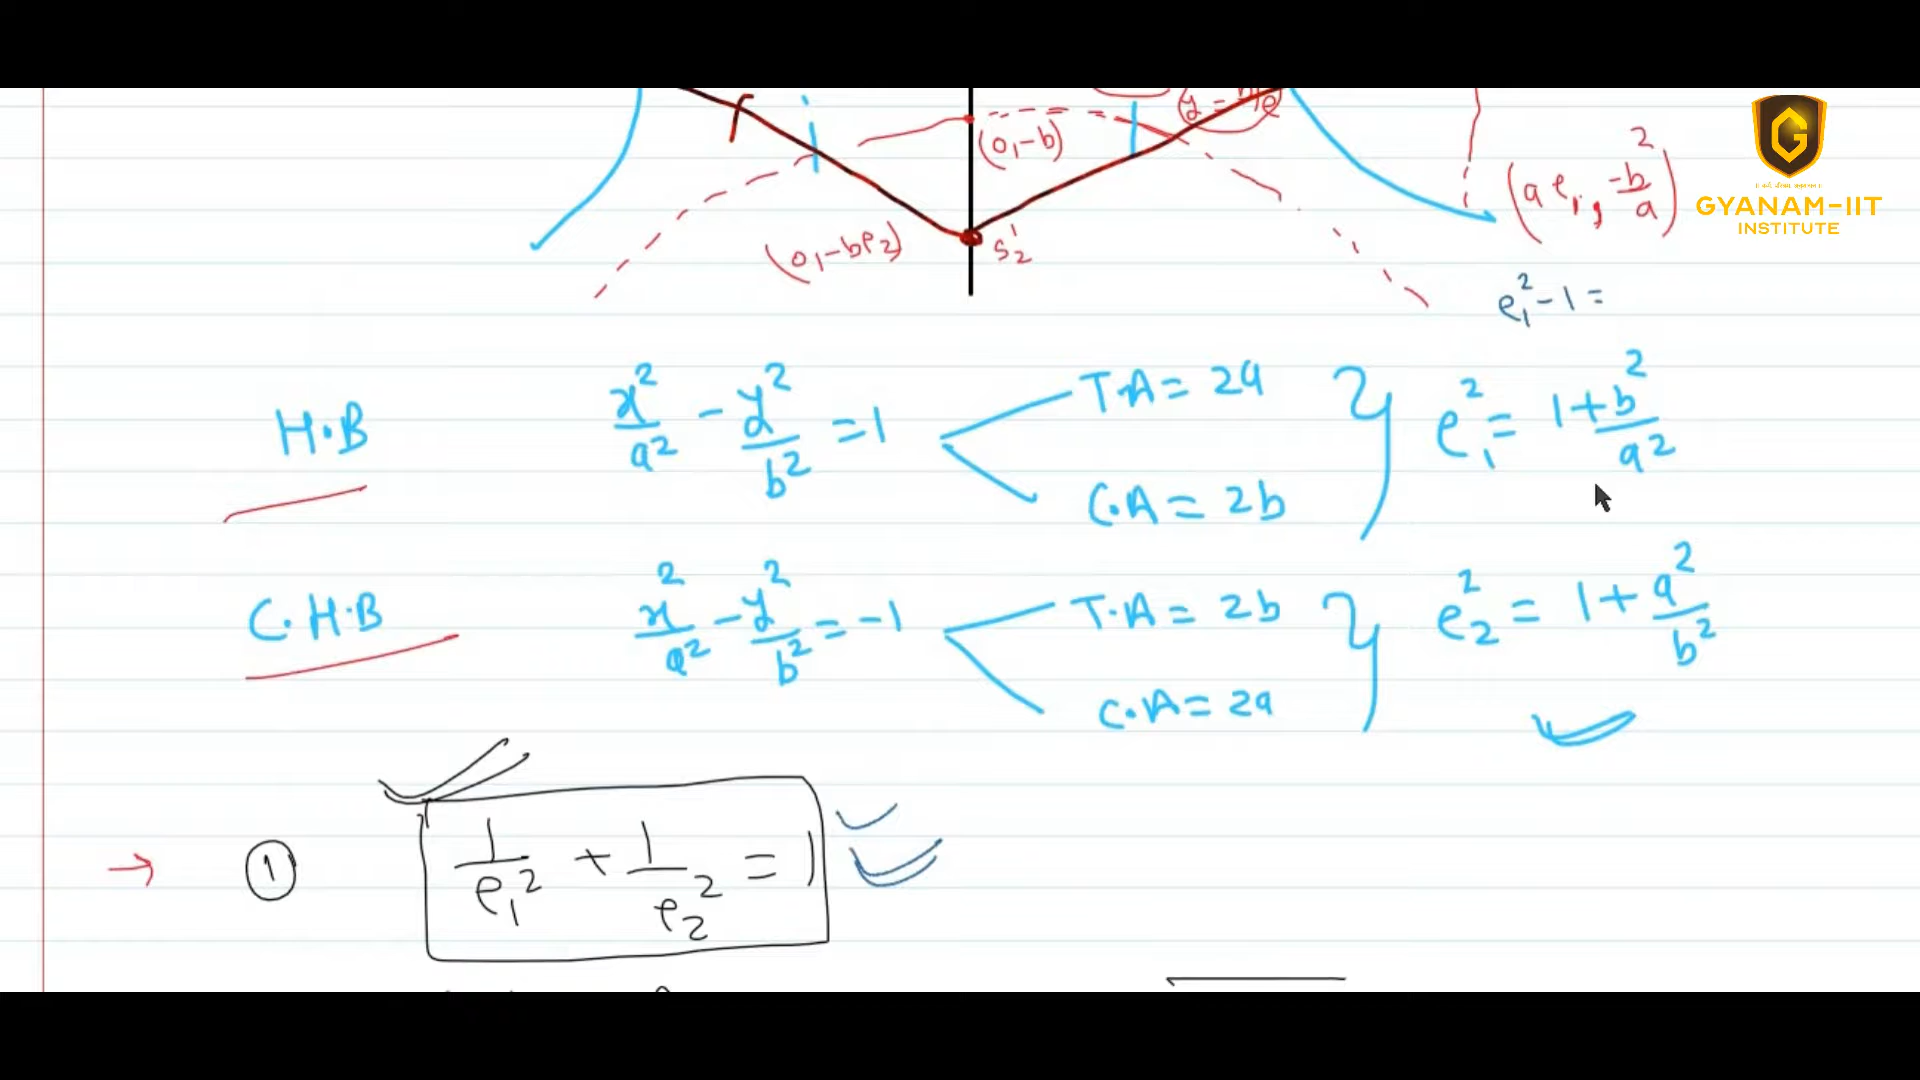 (0,-b)
(ae₁, -b²/a)
GYANAM-IIT
INSTITUTE
(0,-be₂) S₂'
e₁² - 1 =
H.B x²/a² - y²/b² = 1 T.A = 2a e₁² = 1 + b²/a²
C.A = 2b
C.H.B x²/a² - y²/b² = -1 T.A = 2b e₂² = 1 + a²/b²
C.A = 2a
→ ① 1/e₁² + 1/e₂² = 1